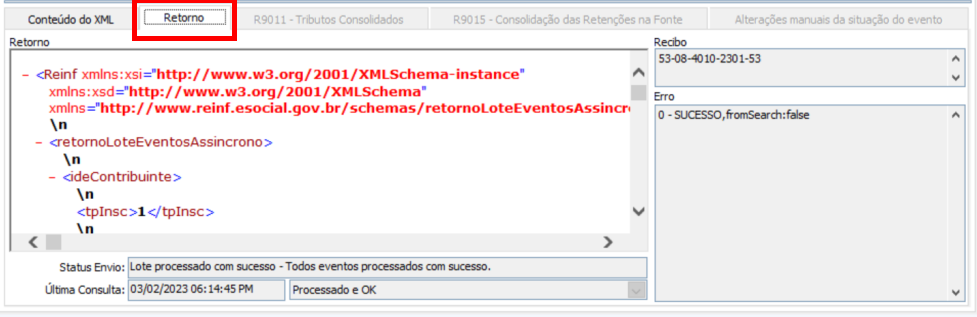 Conteúdo do XML
Retorno
R9011 - Tributos Consolidados
R9015 - Consolidação das Retenções na Fonte
Alterações manuais da situação do evento
Retorno
- <Reinf xmlns:xsi="http://www.w3.org/2001/XMLSchema-instance"
xmlns:xsd="http://www.w3.org/2001/XMLSchema"
xmlns="http://www.reinf.esocial.gov.br/schemas/retornoLoteEventosAssincr
\n
- <retornoLoteEventosAssincrono>
\n
- <ideContribuinte>
\n
<tpInsc>1</tpInsc>
\n
Status Envio: Lote processado com sucesso - Todos eventos processados com sucesso.
Última Consulta: 03/02/2023 06:14:45 PM Processado e OK
Recibo
53-08-4010-2301-53
Erro
0 - SUCESSO,fromSearch:false